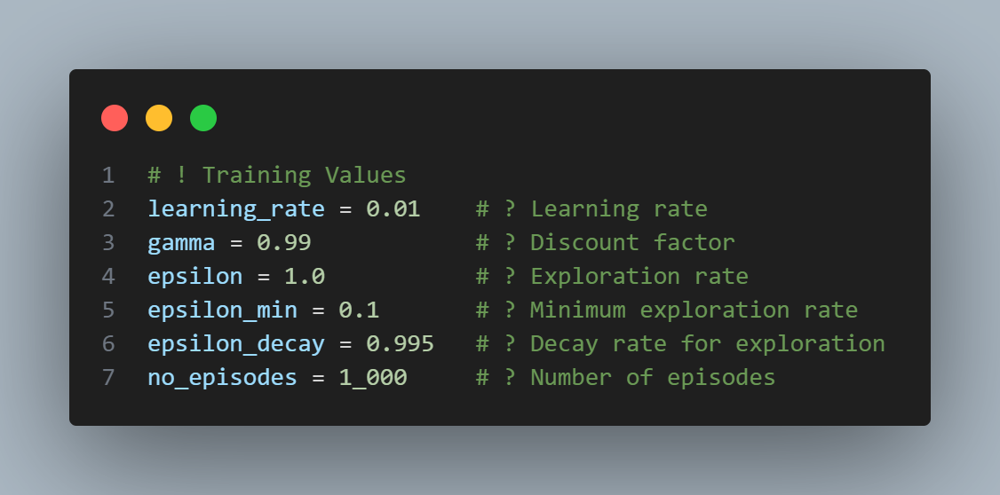 1 # ! Training Values
2 learning_rate = 0.01    # ? Learning rate
3 gamma = 0.99            # ? Discount factor
4 epsilon = 1.0           # ? Exploration rate
5 epsilon_min = 0.1       # ? Minimum exploration rate
6 epsilon_decay = 0.995   # ? Decay rate for exploration
7 no_episodes = 1_000     # ? Number of episodes